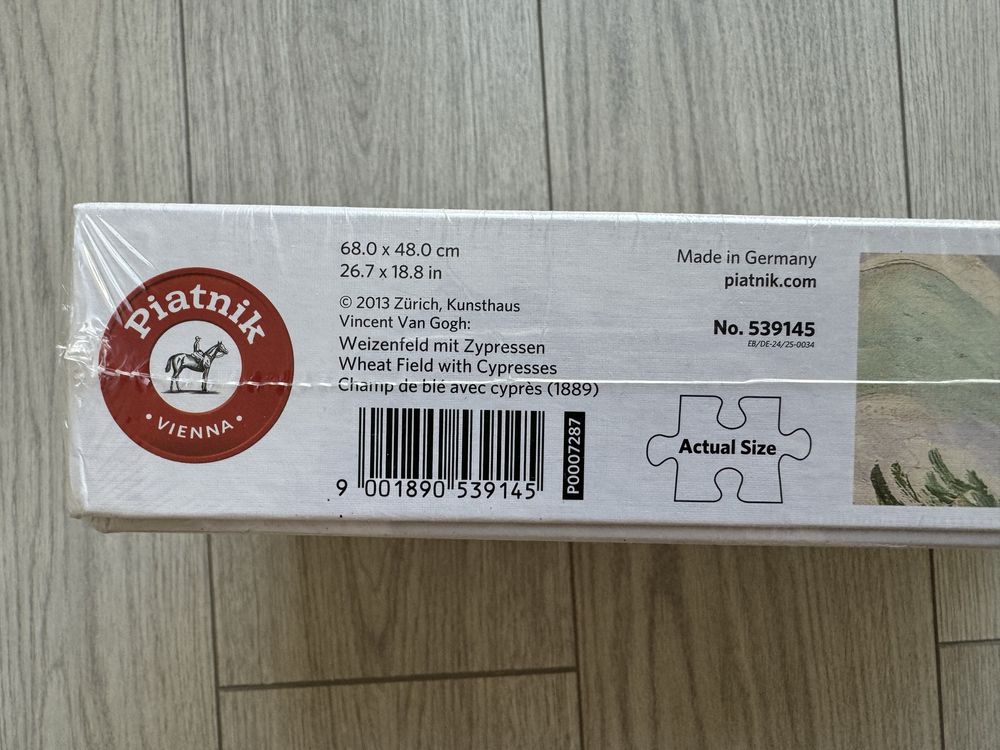 Piatnik
• VIENNA •
68.0 x 48.0 cm
26.7 x 18.8 in
© 2013 Zürich, Kunsthaus
Vincent Van Gogh:
Weizenfeld mit Zypressen
Wheat Field with Cypresses
Champ de blé avec cyprès (1889)
9 001890 539145
P0007287
Made in Germany
piatnik.com
No. 539145
EB/DE-24/25-0034
Actual Size